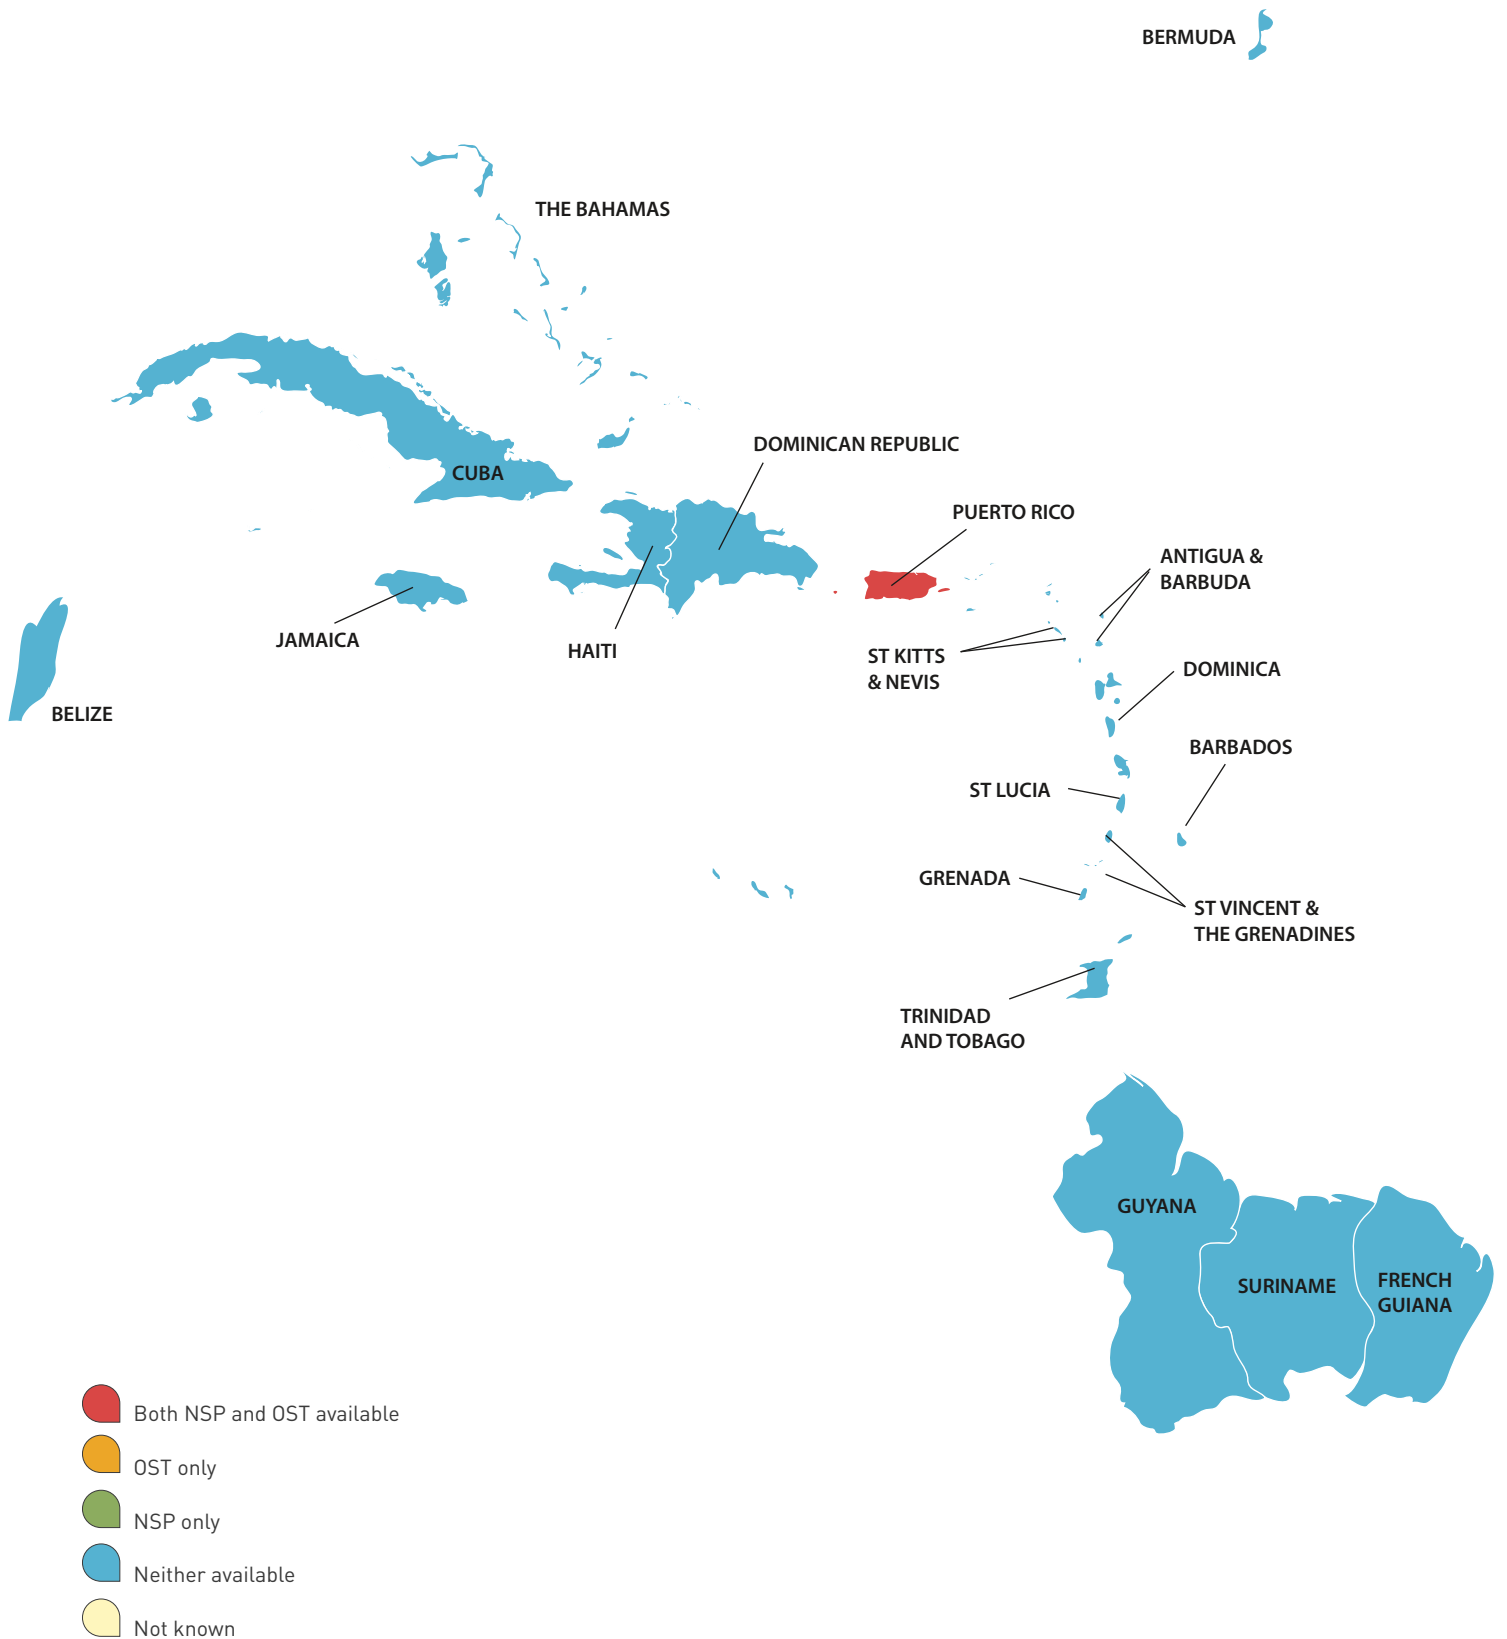 BERMUDA
THE BAHAMAS
DOMINICAN REPUBLIC
CUBA
PUERTO RICO
ANTIGUA &
BARBUDA
JAMAICA
HAITI
ST KITTS
& NEVIS
DOMINICA
BELIZE
BARBADOS
ST LUCIA
GRENADA
ST VINCENT &
THE GRENADINES
TRINIDAD
AND TOBAGO
GUYANA
SURINAME
FRENCH
GUIANA
Both NSP and OST available
OST only
NSP only
Neither available
Not known